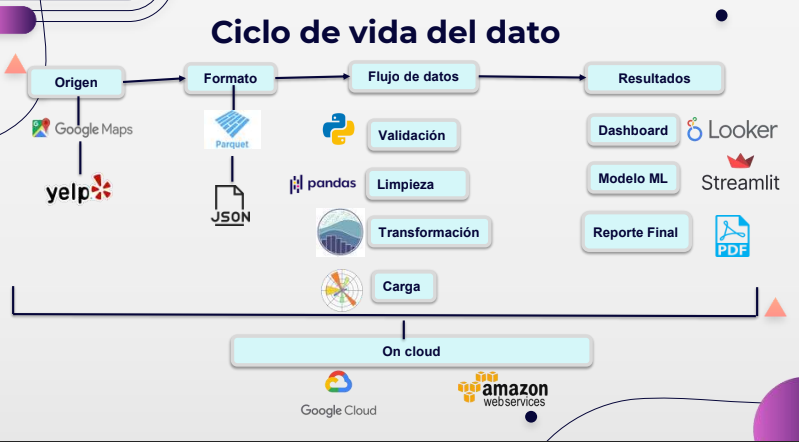 Ciclo de vida del dato
Origen
Formato
Flujo de datos
Resultados
Google Maps
yelp
Parquet
JSON
Validación
pandas
Limpieza
Transformación
Carga
Dashboard
Looker
Modelo ML
Streamlit
Reporte Final
PDF
On cloud
Google Cloud
amazon
webservices